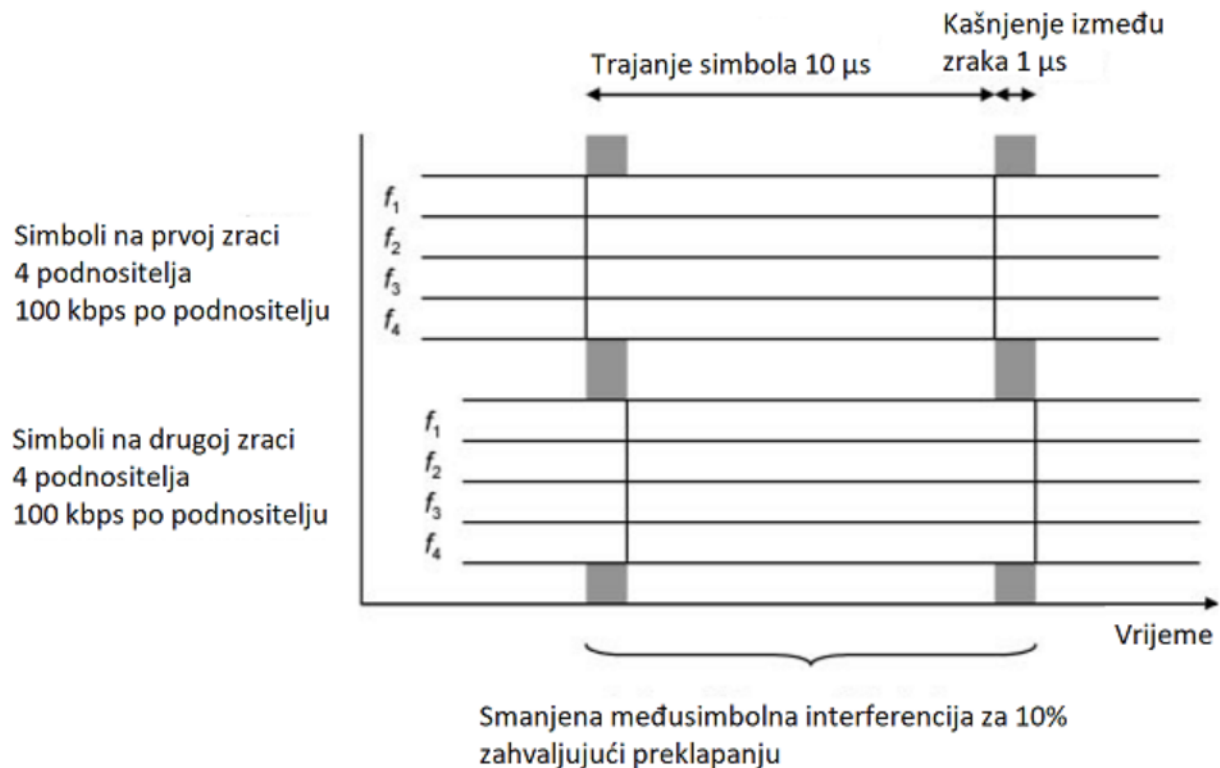 Kašnjenje između
zraka 1 μs
Trajanje simbola 10 μs
Simboli na prvoj zraci
4 podnositelja
100 kbps po podnositelju
f₁
f₂
f₃
f₄
Simboli na drugoj zraci
4 podnositelja
100 kbps po podnositelju
f₁
f₂
f₃
f₄
Vrijeme
Smanjena međusimbolna interferencija za 10%
zahvaljujući preklapanju